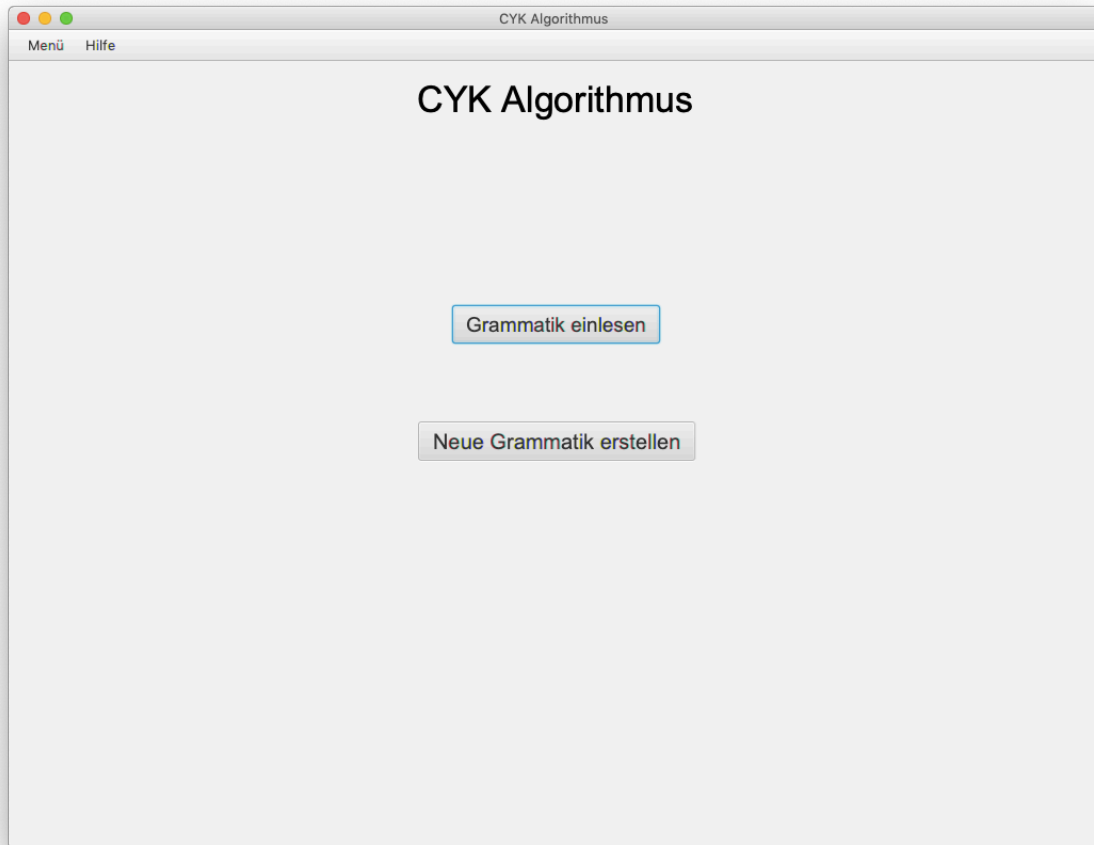 CYK Algorithmus
Menü Hilfe
CYK Algorithmus
Grammatik einlesen
Neue Grammatik erstellen